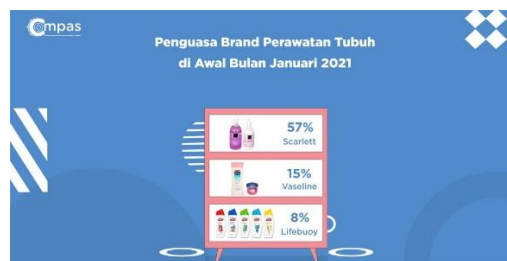 Compas
Penguasa Brand Perawatan Tubuh
di Awal Bulan Januari 2021
57%
Scarlett
15%
Vaseline
8%
Lifebuoy